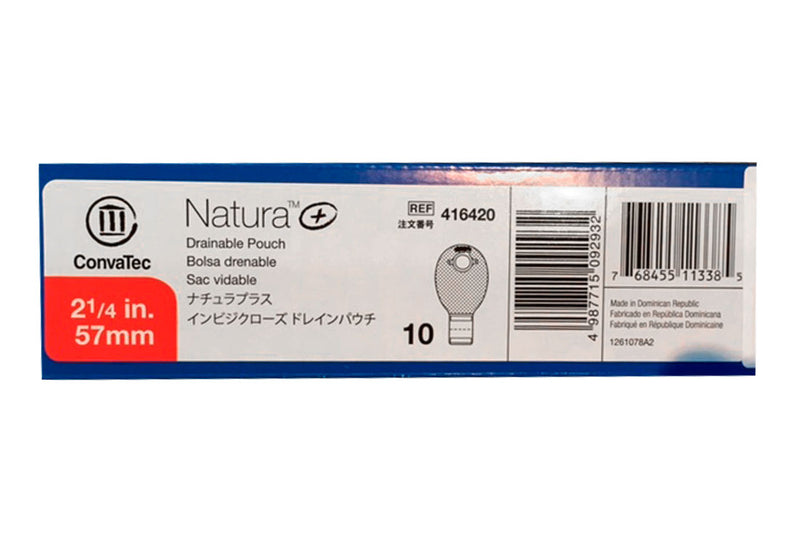 ConvaTec
2 1/4 in.
57mm
Natura™+
Drainable Pouch
Bolsa drenable
Sac vidable
ナチュラプラス
インビジクローズ ドレインパウチ
REF 416420
注文番号
10
4 987715 092932
7 68455 11338 5
Made in Dominican Republic
Fabricado en República Dominicana
Fabriqué en République Dominicaine
1261078A2